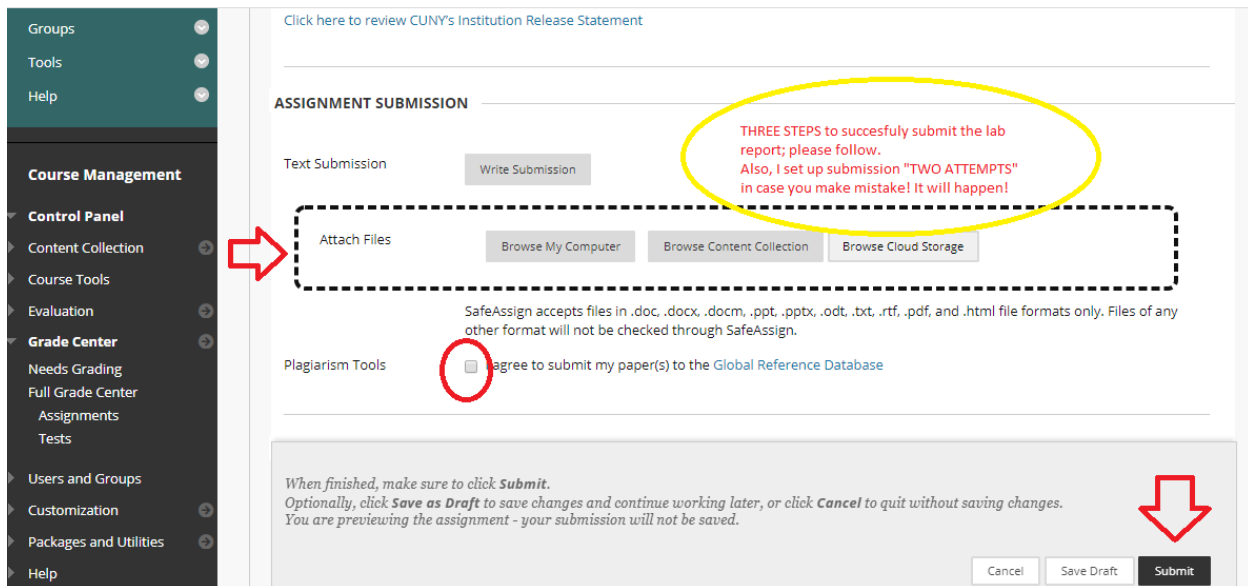 Groups
Tools
Help
Course Management
Control Panel
Content Collection
Course Tools
Evaluation
Grade Center
Needs Grading
Full Grade Center
Assignments
Tests
Users and Groups
Customization
Packages and Utilities
Help
Click here to review CUNY's Institution Release Statement
ASSIGNMENT SUBMISSION
THREE STEPS to succesfuly submit the lab
report; please follow.
Also, I set up submission "TWO ATTEMPTS"
in case you make mistake! It will happen!
Text Submission
Write Submission
Attach Files
Browse My Computer
Browse Content Collection
Browse Cloud Storage
SafeAssign accepts files in .doc, .docx, .docm, .ppt, .pptx, .odt, .txt, .rtf, .pdf, and .html file formats only. Files of any
other format will not be checked through SafeAssign.
Plagiarism Tools
I agree to submit my paper(s) to the Global Reference Database
When finished, make sure to click Submit.
Optionally, click Save as Draft to save changes and continue working later, or click Cancel to quit without saving changes.
You are previewing the assignment - your submission will not be saved.
Cancel
Save Draft
Submit